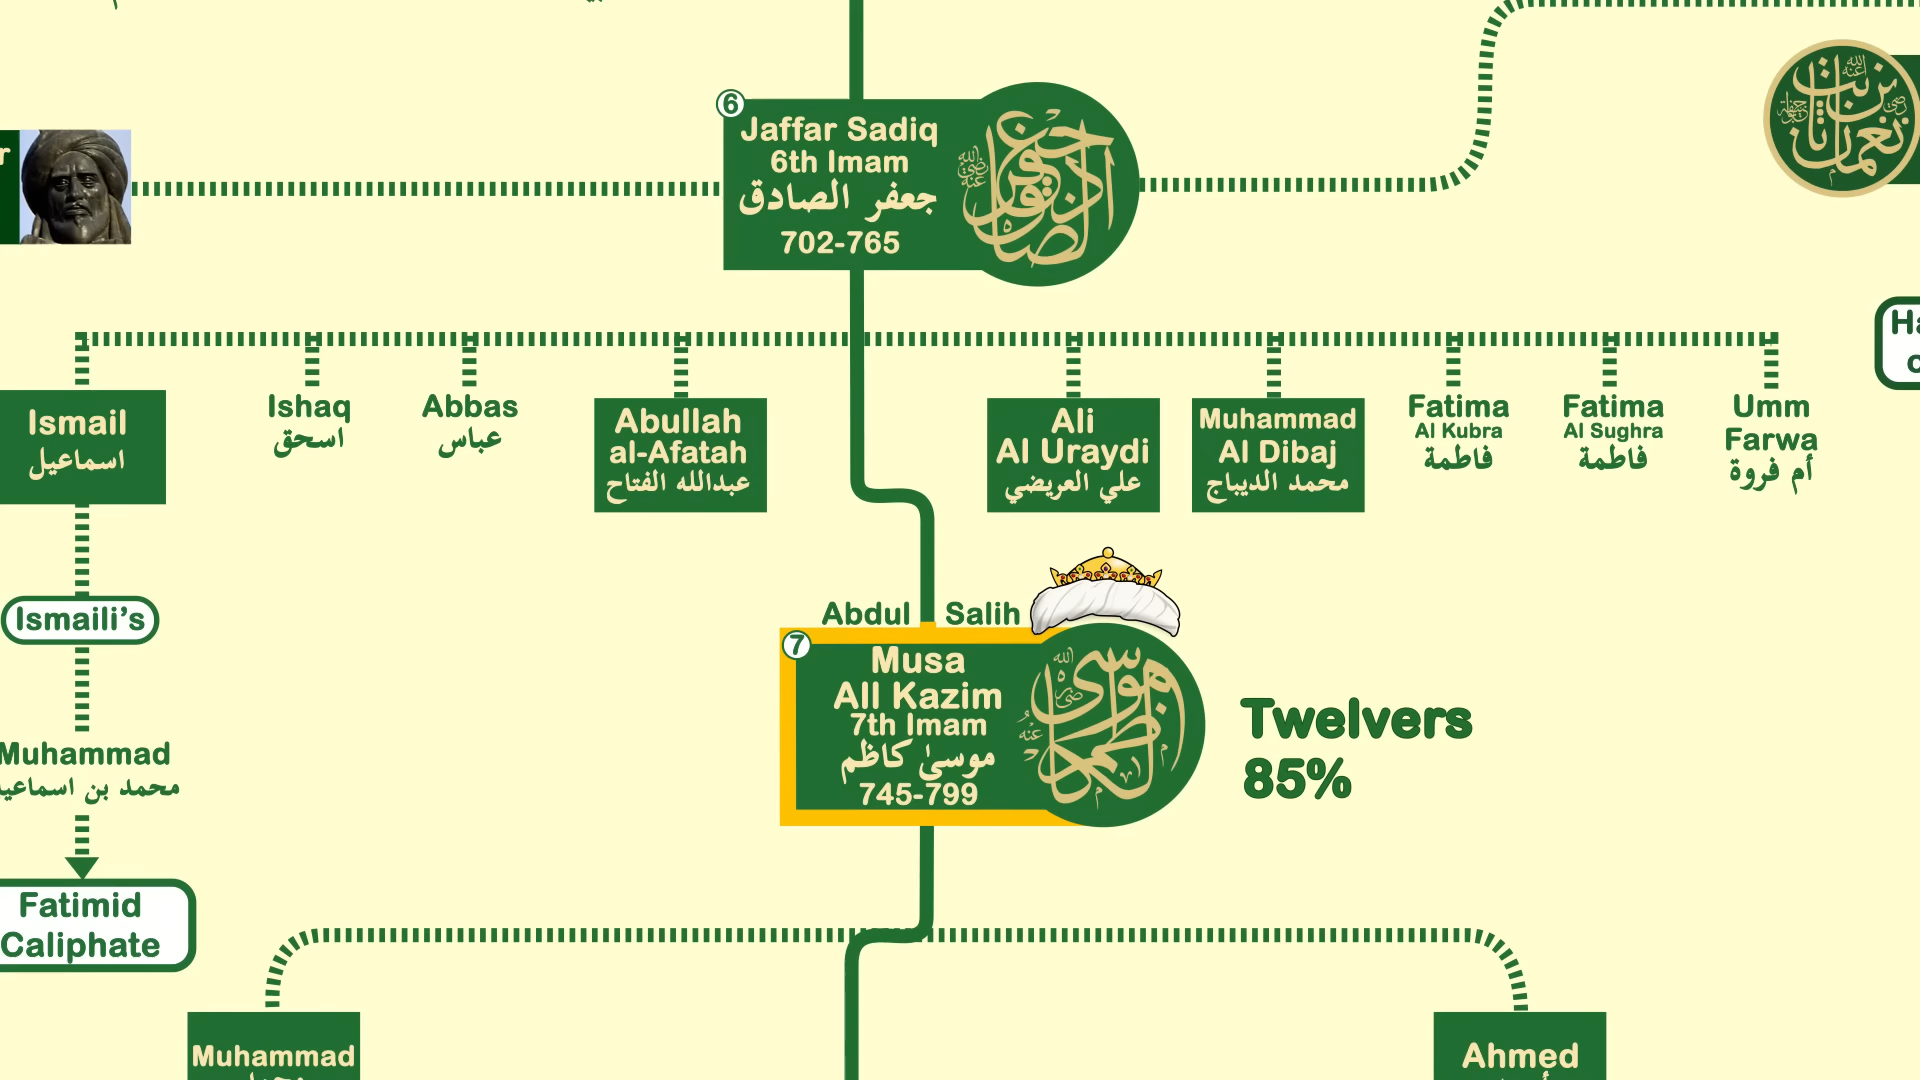 6
Jaffar Sadiq
6th Imam
جعفر الصادق
702-765
Ismail
اسماعيل
Ishaq
اسحق
Abbas
عباس
Abullah
al-Afatah
عبدالله الفتاح
Ali
Al Uraydi
علي العريضي
Muhammad
Al Dibaj
محمد الديباج
Fatima
Al Kubra
فاطمة
Fatima
Al Sughra
فاطمة
Umm
Farwa
أم فروة
Ismaili’s
Abdul Salih
7
Musa
All Kazim
7th Imam
موسیٰ كاظم
745-799
Twelvers
85%
Muhammad
محمد بن اسماعيل
Fatimid
Caliphate
Muhammad
Ahmed